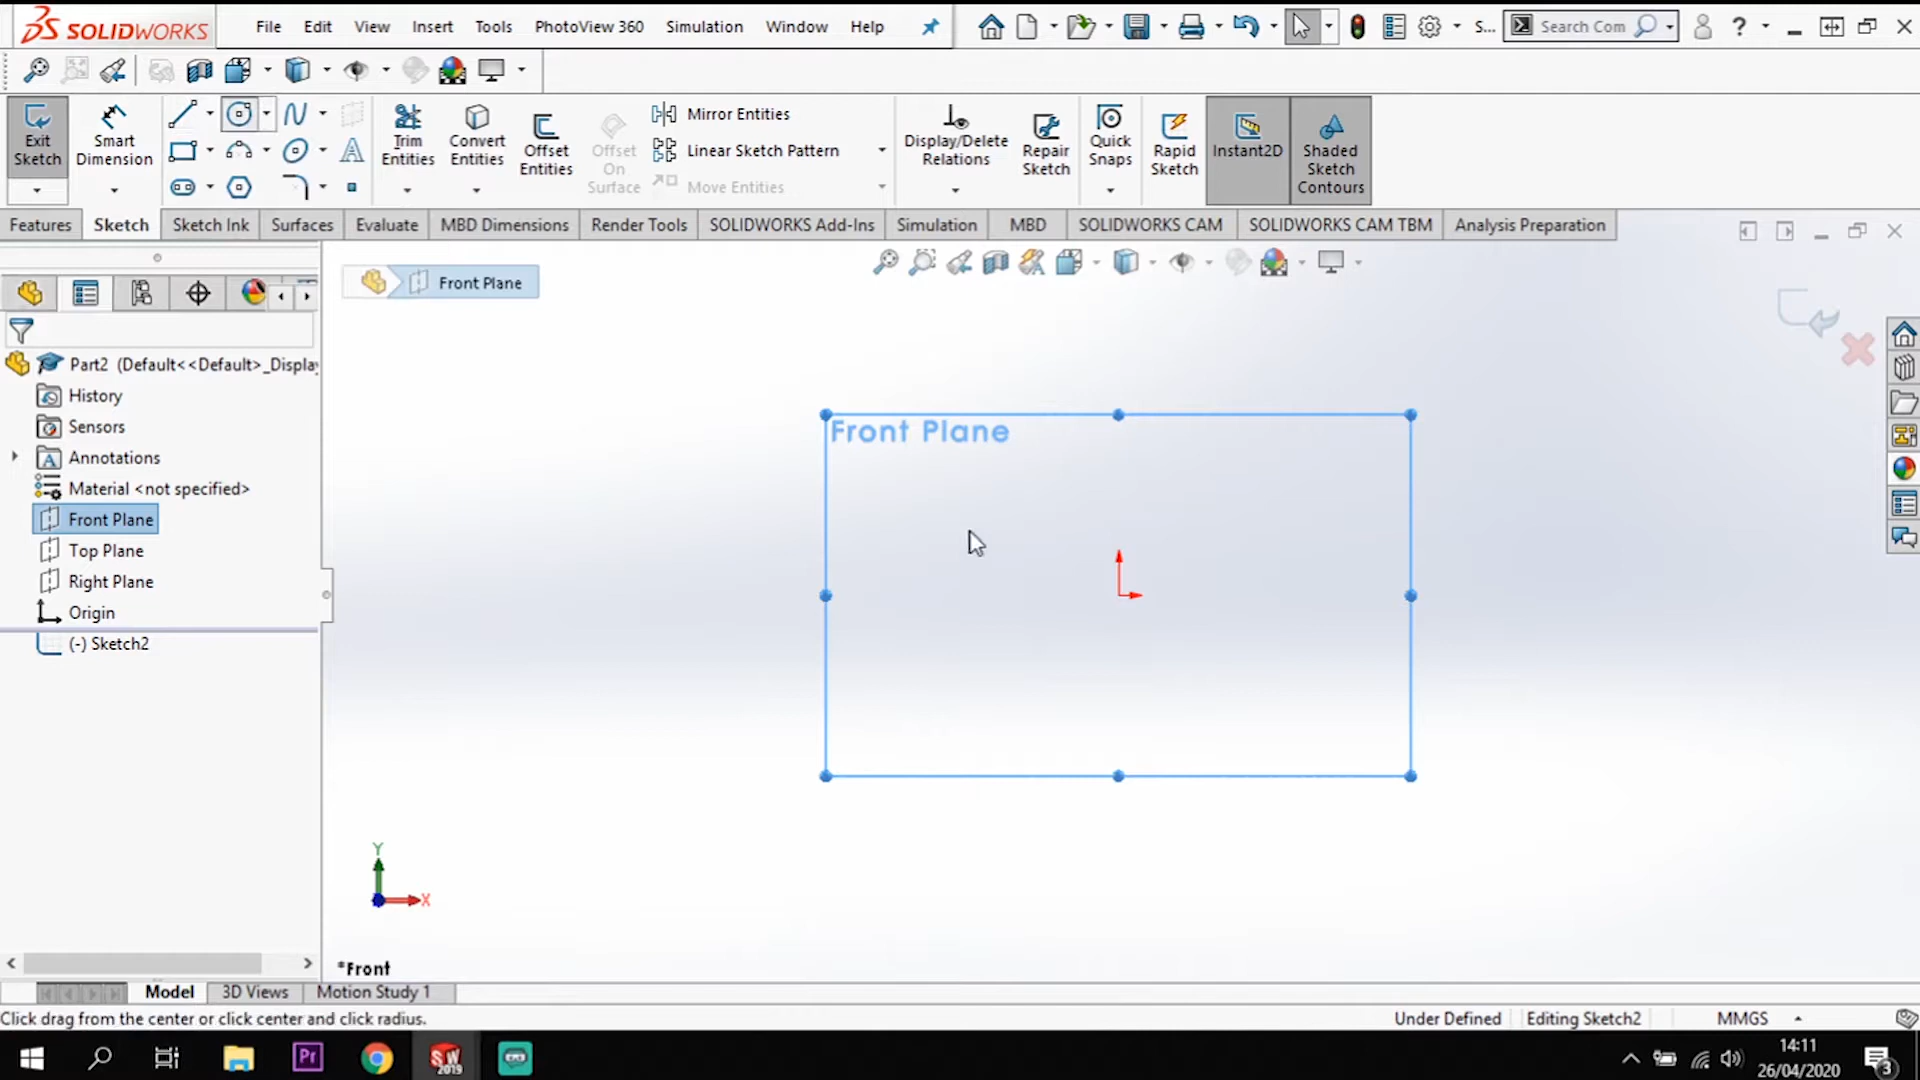 SOLIDWORKS File Edit View Insert Tools PhotoView 360 Simulation Window Help S... Search Com ?
Exit Sketch
Smart Dimension
Trim Entities
Convert Entities
Offset Entities
Offset On Surface
Mirror Entities
Linear Sketch Pattern
Move Entities
Display/Delete Relations
Repair Sketch
Quick Snaps
Rapid Sketch
Instant2D
Shaded Sketch Contours
Features Sketch Sketch Ink Surfaces Evaluate MBD Dimensions Render Tools SOLIDWORKS Add-Ins Simulation MBD SOLIDWORKS CAM SOLIDWORKS CAM TBM Analysis Preparation
Front Plane
Part2 (Default<<Default>_Displa
History
Sensors
Annotations
Material <not specified>
Front Plane
Top Plane
Right Plane
Origin
(-) Sketch2
Front Plane
Y
X
*Front
Model 3D Views Motion Study 1
Click drag from the center or click center and click radius. Under Defined Editing Sketch2 MMGS
Pr SW 2019 14:11
26/04/2020 3